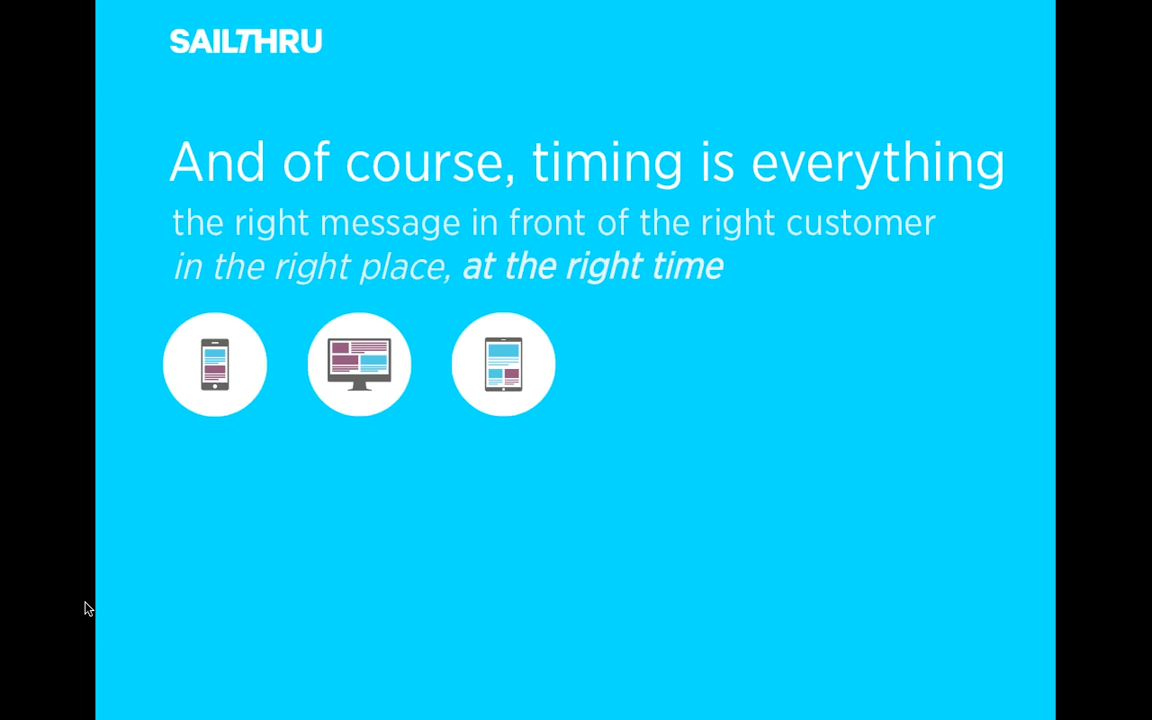 SAILTHRU
And of course, timing is everything
the right message in front of the right customer
in the right place, at the right time